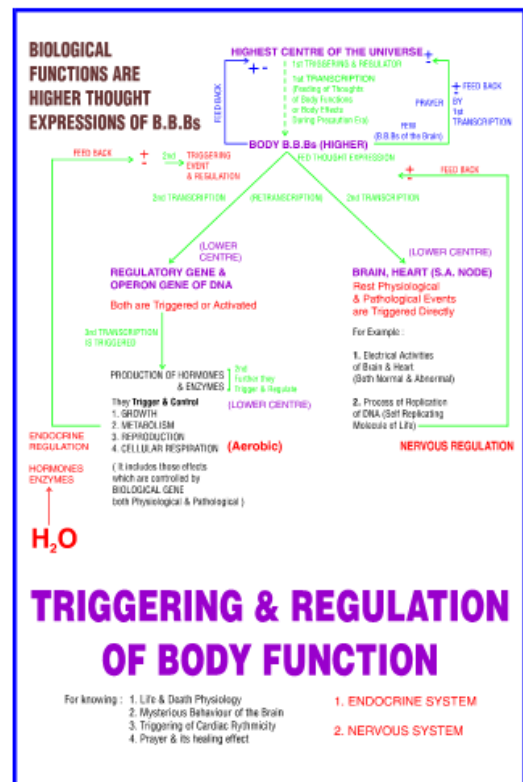 BIOLOGICAL
FUNCTIONS ARE
HIGHER THOUGHT
EXPRESSIONS OF B.B.Bs
HIGHEST CENTRE OF THE UNIVERSE
+ -
+
-
1st TRIGGERING & REGULATOR
1st TRANSCRIPTION
(Feeding of Thoughts
of Body Functions
or Rudy Effects
During Precation Era)
FEED BACK
PRAYER
+ FEED BACK
-
BY
1st
TRANSCRIPTION
FEW
(B.B.Bs of the Brain)
BODY B.B.Bs (HIGHER)
FED THOUGHT EXPRESSION
FEED BACK
+
-
2nd
TRIGGERING
EVENT
& REGULATION
+
-
FEED BACK
2nd TRANSCRIPTION
(RETRANSCRIPTION)
2nd TRANSCRIPTION
(LOWER
CENTRE)
REGULATORY GENE &
OPERON GENE OF DNA
Both are Triggered or Activated
(LOWER CENTRE)
BRAIN, HEART (S.A. NODE)
Rest Physiological
& Pathological Events
are Triggered Directly
For Example :
1. Electrical Activities
of Brain & Heart
(Both Normal & Abnormal)
2. Process of Replication
of DNA (Self Replicating
Molecule of Life)
NERVOUS REGULATION
3rd TRANSCRIPTION
IS TRIGGERED
PRODUCTION OF HORMONES
& ENZYMES
2nd
Further they
Trigger & Regulate
They Trigger & Control
(LOWER CENTRE)
1. GROWTH
2. METABOLISM
3. REPRODUCTION
4. CELLULAR RESPIRATION
(Aerobic)
( It includes those effects
which are controlled by
BIOLOGICAL GENE
both Physiological & Pathological )
ENDOCRINE
REGULATION
HORMONES
ENZYMES
H₂O
TRIGGERING & REGULATION
OF BODY FUNCTION
For knowing : 1. Life & Death Physiology
2. Mysterious Behaviour of the Brain
3. Triggering of Cardiac Rythmicity
4. Prayer & its healing effect
1. ENDOCRINE SYSTEM
2. NERVOUS SYSTEM